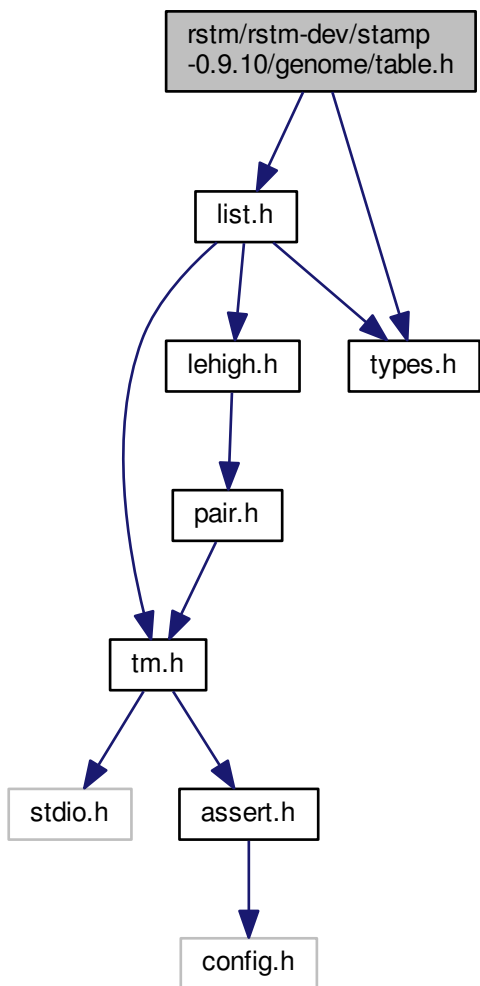 rstm/rstm-dev/stamp
-0.9.10/genome/table.h
list.h
lehigh.h
types.h
pair.h
tm.h
stdio.h
assert.h
config.h